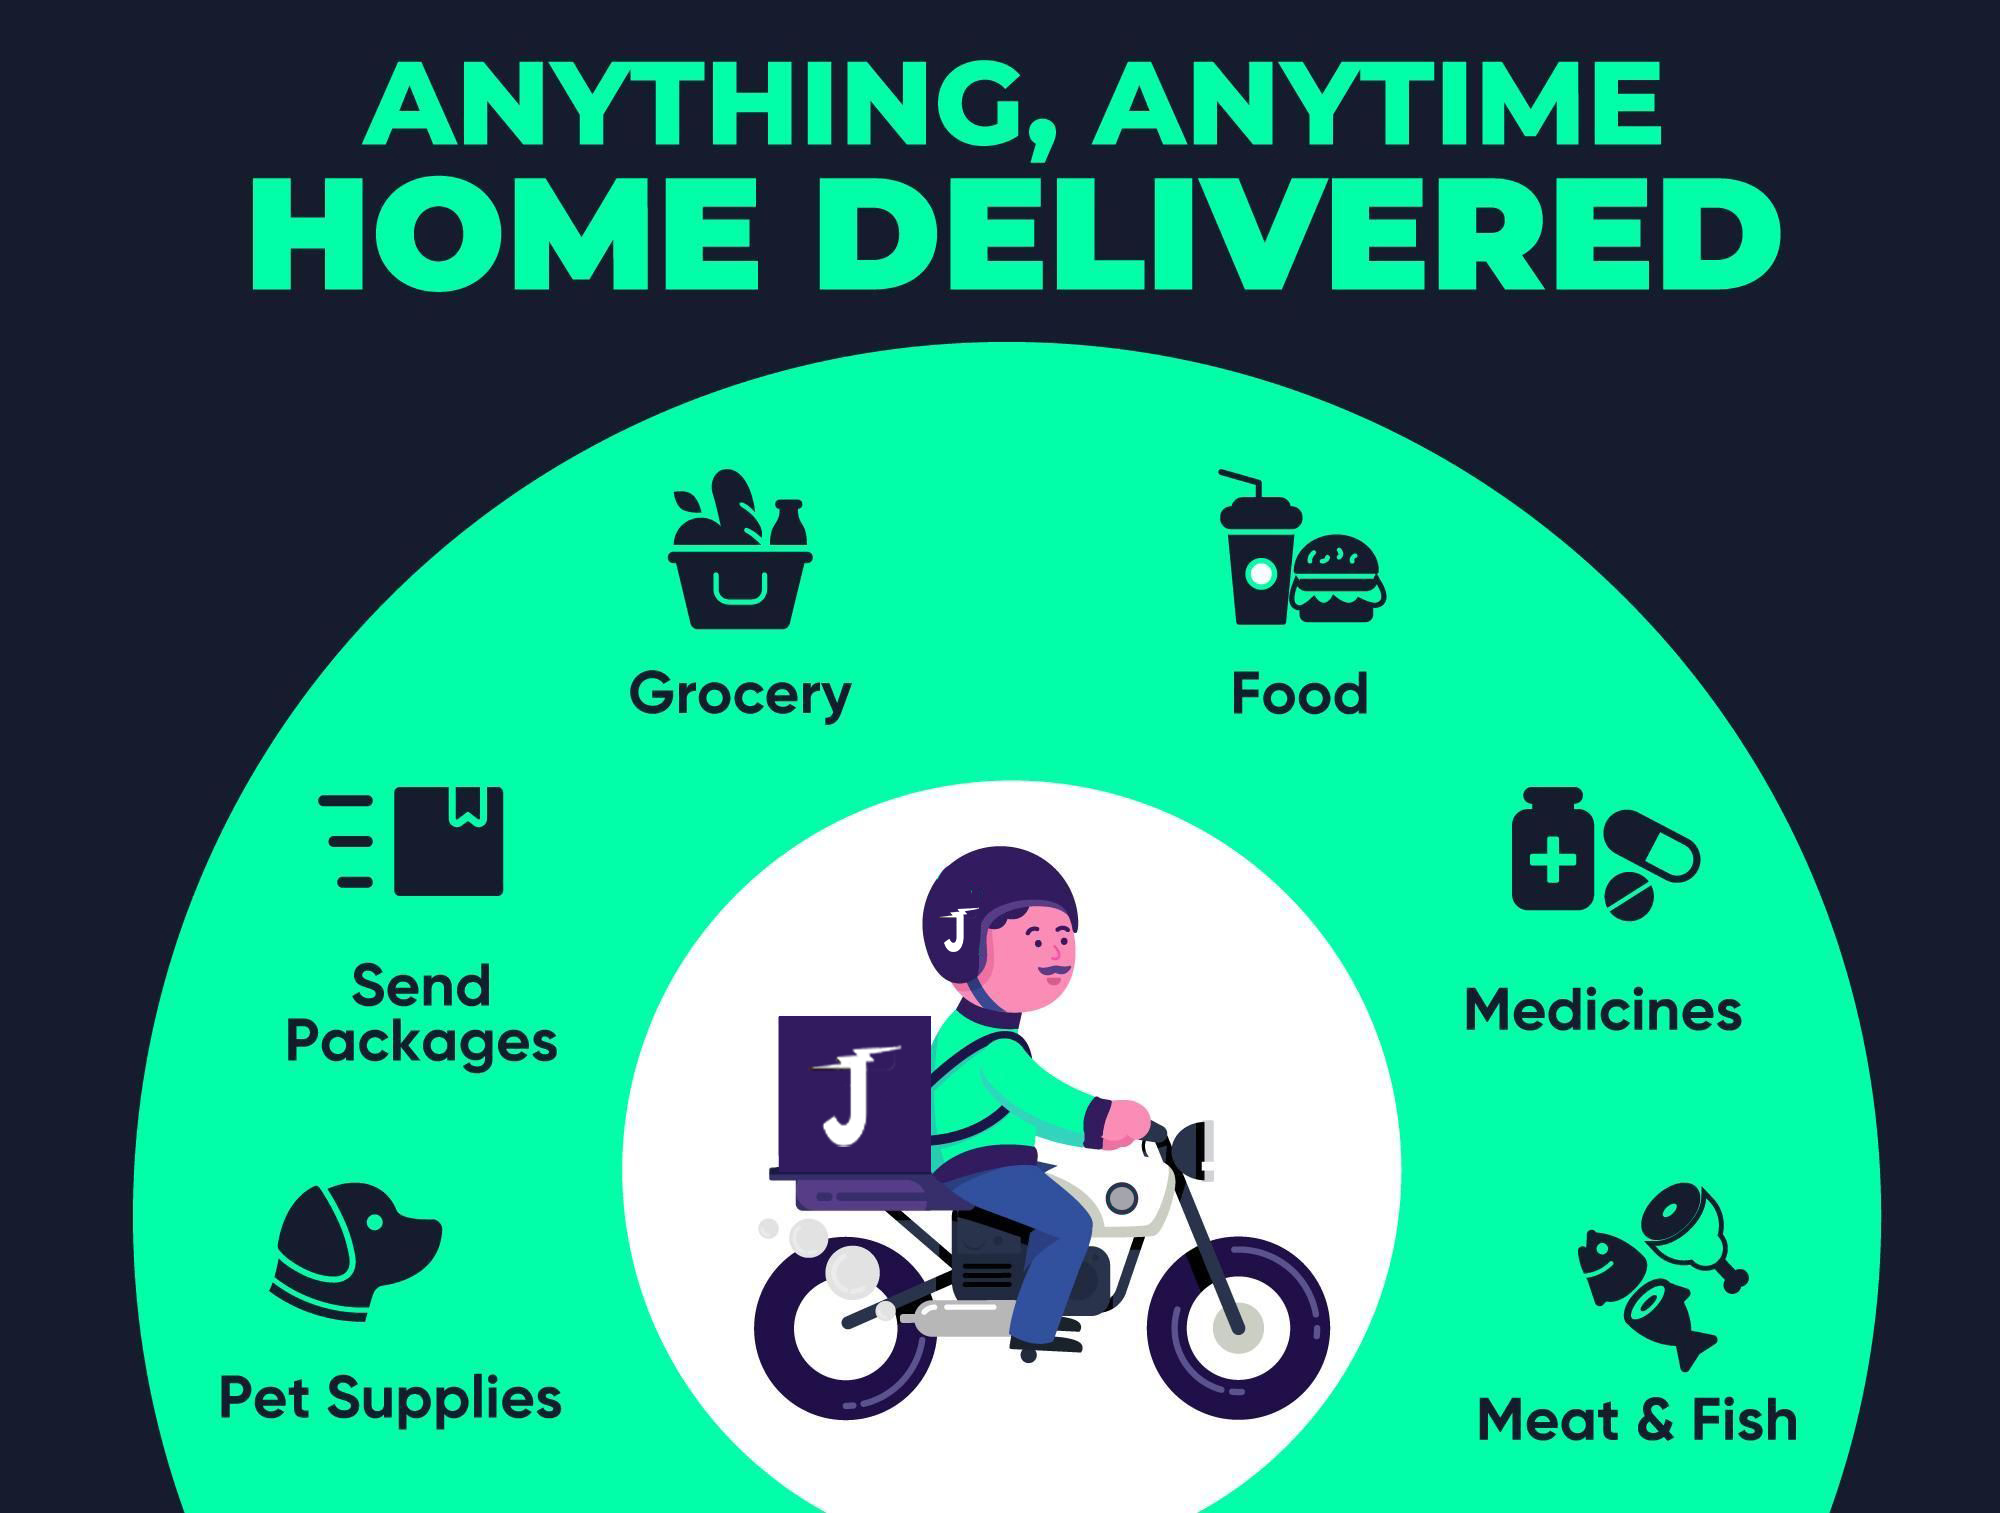 ANYTHING, ANYTIME
HOME DELIVERED
Grocery
Food
Send
Packages
Medicines
J
J
Pet Supplies
Meat & Fish